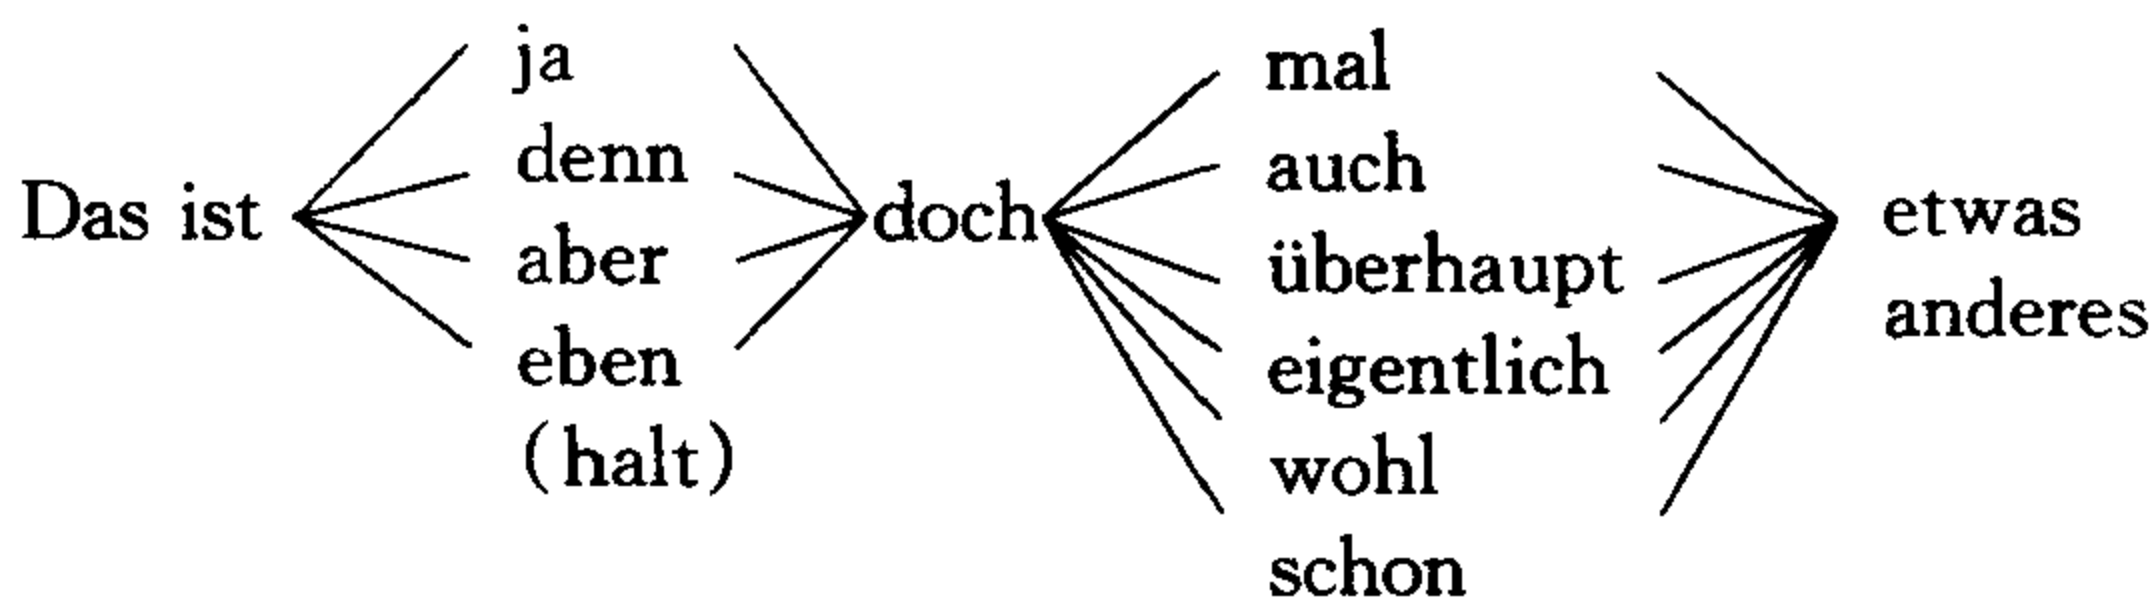 Das ist
ja
denn
aber
eben
(halt)
doch
mal
auch
überhaupt
eigentlich
wohl
schon
etwas
anderes